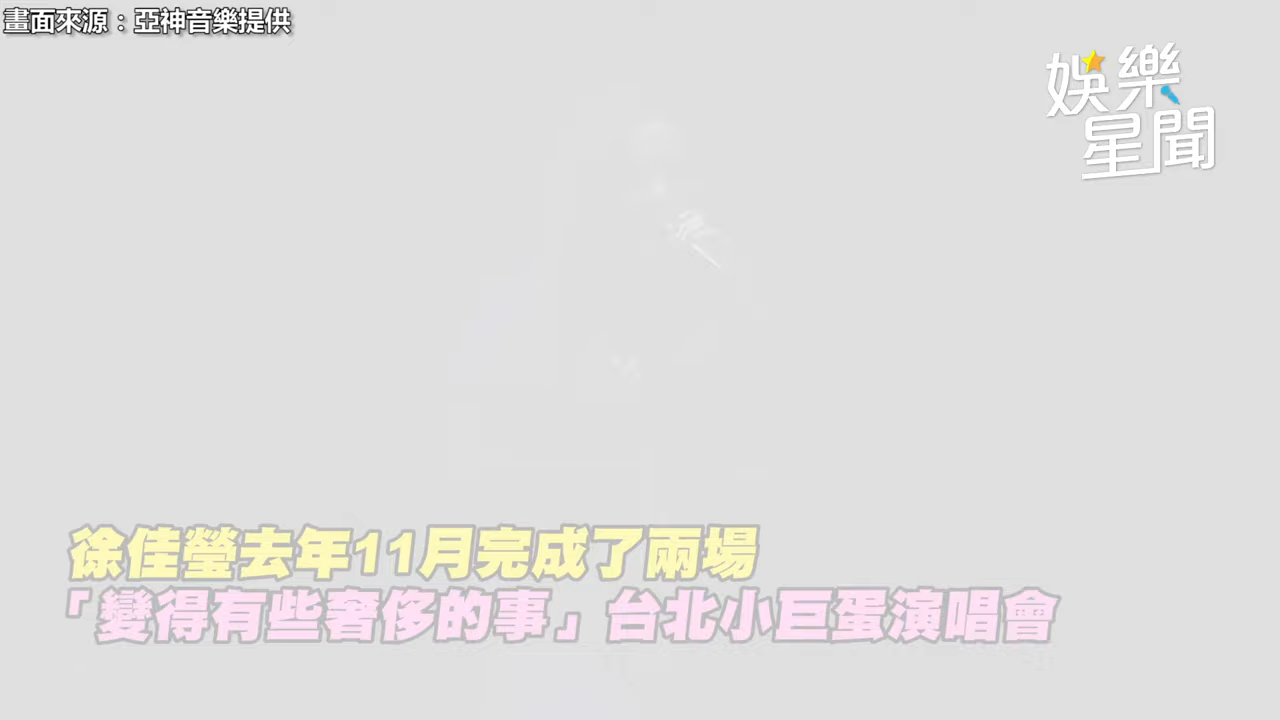 畫面來源：亞神音樂提供
娛樂
星聞
徐佳瑩去年11月完成了兩場
「變得有些奢侈的事」台北小巨蛋演唱會